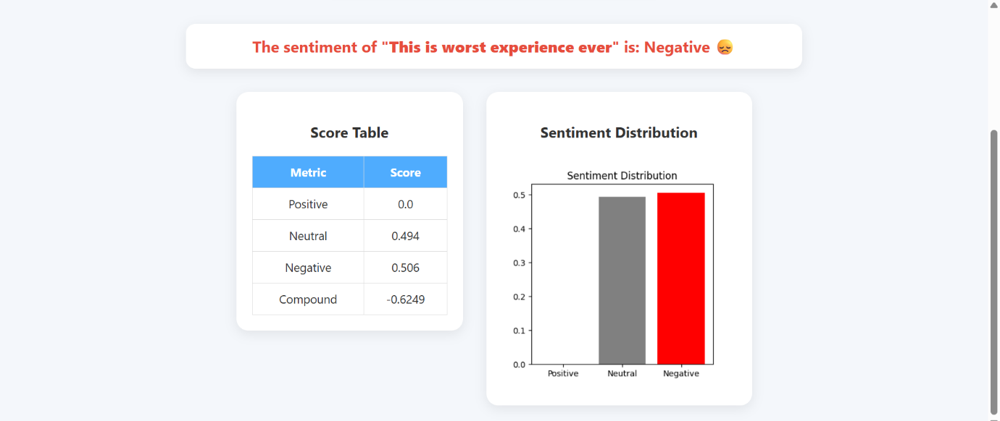 The sentiment of "This is worst experience ever" is: Negative 😞
Score Table
Metric Score
Positive 0.0
Neutral 0.494
Negative 0.506
Compound -0.6249
Sentiment Distribution
Sentiment Distribution
0.5
0.4
0.3
0.2
0.1
0.0
Positive Neutral Negative